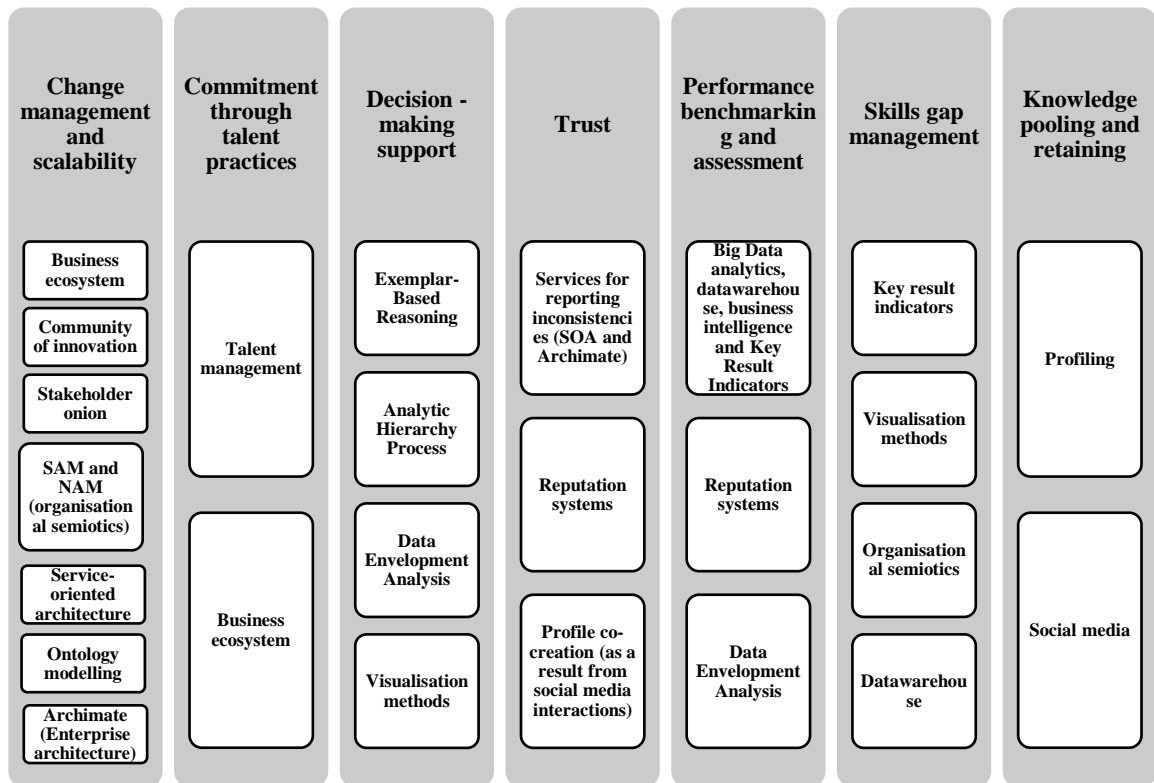 Change
management
and
scalability
Business
ecosystem
Community
of innovation
Stakeholder
onion
SAM and
NAM
(organisation
al semiotics)
Service-
oriented
architecture
Ontology
modelling
Archimate
(Enterprise
architecture)
Commitment
through
talent
practices
Talent
management
Business
ecosystem
Decision -
making
support
Exemplar-
Based
Reasoning
Analytic
Hierarchy
Process
Data
Envelopment
Analysis
Visualisation
methods
Trust
Services for
reporting
inconsistenci
es (SOA and
Archimate)
Reputation
systems
Profile co-
creation (as a
result from
social media
interactions)
Performance
benchmarkin
g and
assessment
Big Data
analytics,
datawarehou
se, business
intelligence
and Key
Result
Indicators
Reputation
systems
Data
Envelopment
Analysis
Skills gap
management
Key result
indicators
Visualisation
methods
Organisation
al semiotics
Datawarehou
se
Knowledge
pooling and
retaining
Profiling
Social media